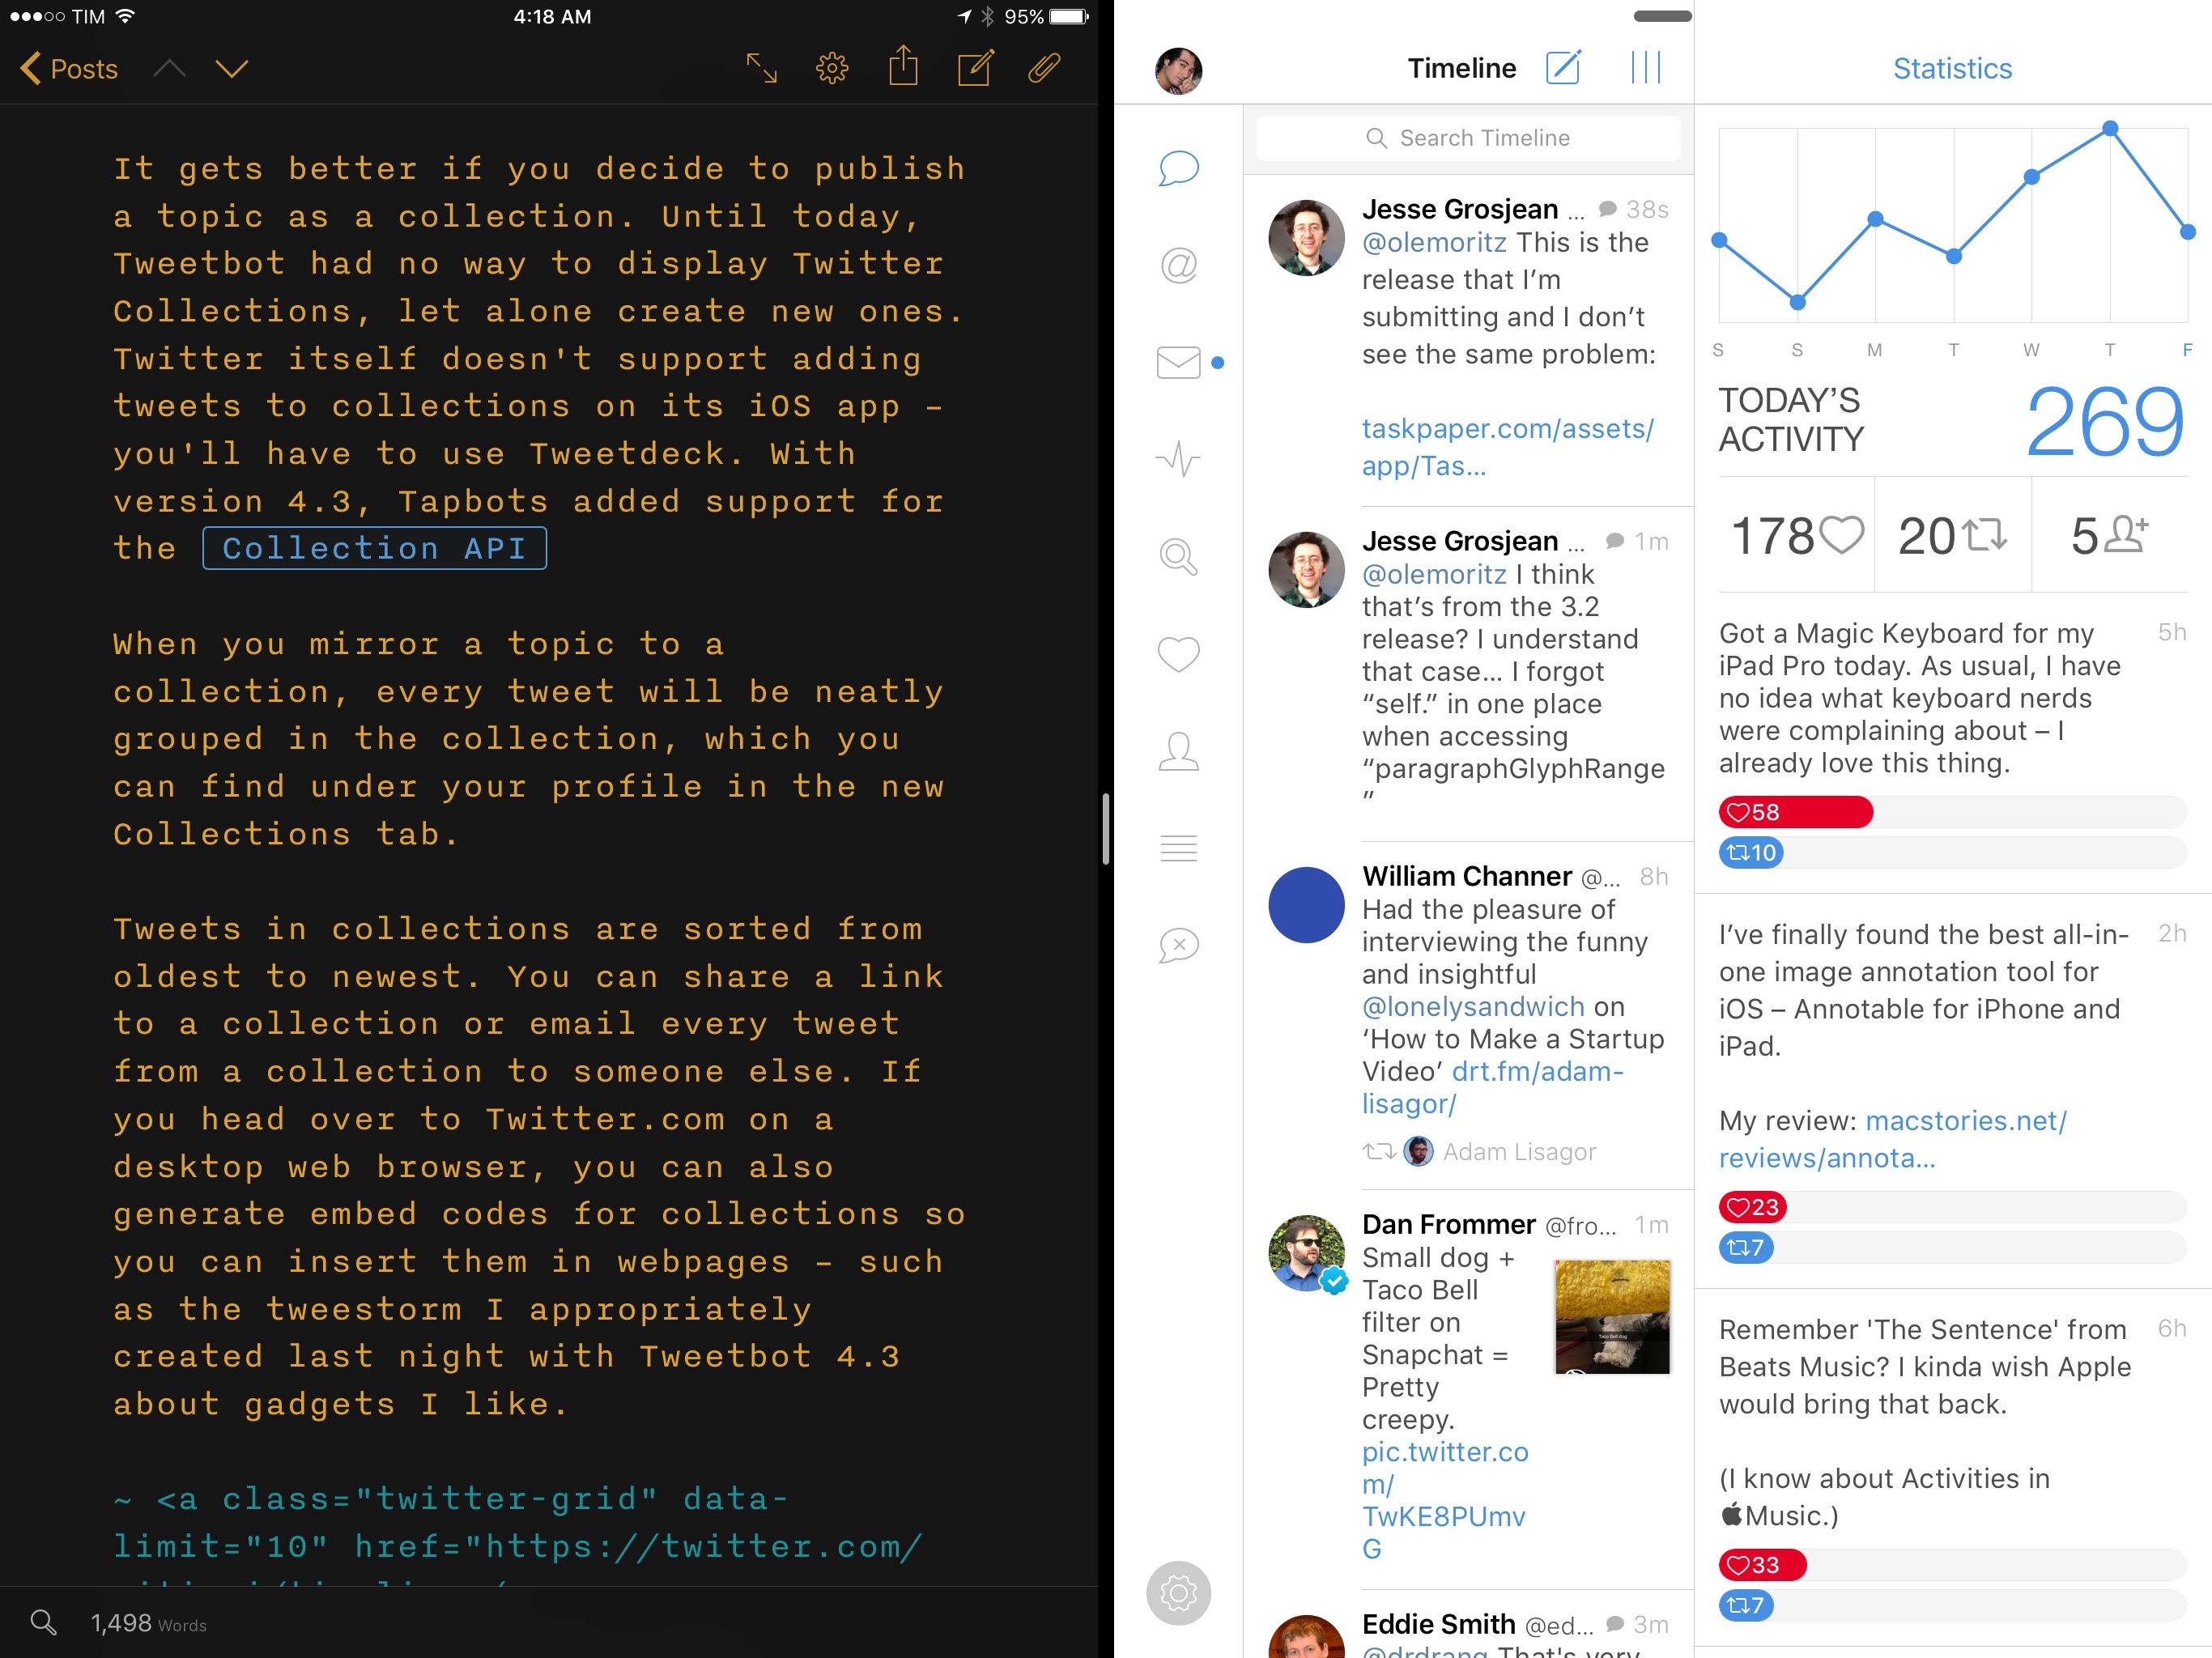 TIM
4:18 AM
95%
Posts
It gets better if you decide to publish
a topic as a collection. Until today,
Tweetbot had no way to display Twitter
Collections, let alone create new ones.
Twitter itself doesn't support adding
tweets to collections on its iOS app –
you'll have to use Tweetdeck. With
version 4.3, Tapbots added support for
the Collection API
When you mirror a topic to a
collection, every tweet will be neatly
grouped in the collection, which you
can find under your profile in the new
Collections tab.
Tweets in collections are sorted from
oldest to newest. You can share a link
to a collection or email every tweet
from a collection to someone else. If
you head over to Twitter.com on a
desktop web browser, you can also
generate embed codes for collections so
you can insert them in webpages – such
as the tweestorm I appropriately
created last night with Tweetbot 4.3
about gadgets I like.
~ <a class="twitter-grid" data-
limit="10" href="https://twitter.com/
1,498 Words
Timeline
Search Timeline
Jesse Grosjean ... 38s
@olemoritz This is the
release that I’m
submitting and I don’t
see the same problem:
taskpaper.com/assets/
app/Tas…
Jesse Grosjean ... 1m
@olemoritz I think
that’s from the 3.2
release? I understand
that case… I forgot
“self.” in one place
when accessing
“paragraphGlyphRange
”
William Channer @... 8h
Had the pleasure of
interviewing the funny
and insightful
@lonelysandwich on
‘How to Make a Startup
Video’ drt.fm/adam-
lisagor/
Adam Lisagor
Dan Frommer @fro... 1m
Small dog +
Taco Bell
filter on
Snapchat =
Pretty
creepy.
pic.twitter.co
m/
TwKE8PUmv
G
Taco Bell dog
Eddie Smith @ed... 3m
@drdrang That's very
Statistics
S S M T W T F
TODAY’S
ACTIVITY
269
178 20 5
Got a Magic Keyboard for my 5h
iPad Pro today. As usual, I have
no idea what keyboard nerds
were complaining about – I
already love this thing.
58
10
I’ve finally found the best all-in- 2h
one image annotation tool for
iOS – Annotable for iPhone and
iPad.
My review: macstories.net/
reviews/annota…
23
7
Remember 'The Sentence' from 6h
Beats Music? I kinda wish Apple
would bring that back.
(I know about Activities in
Music.)
33
7